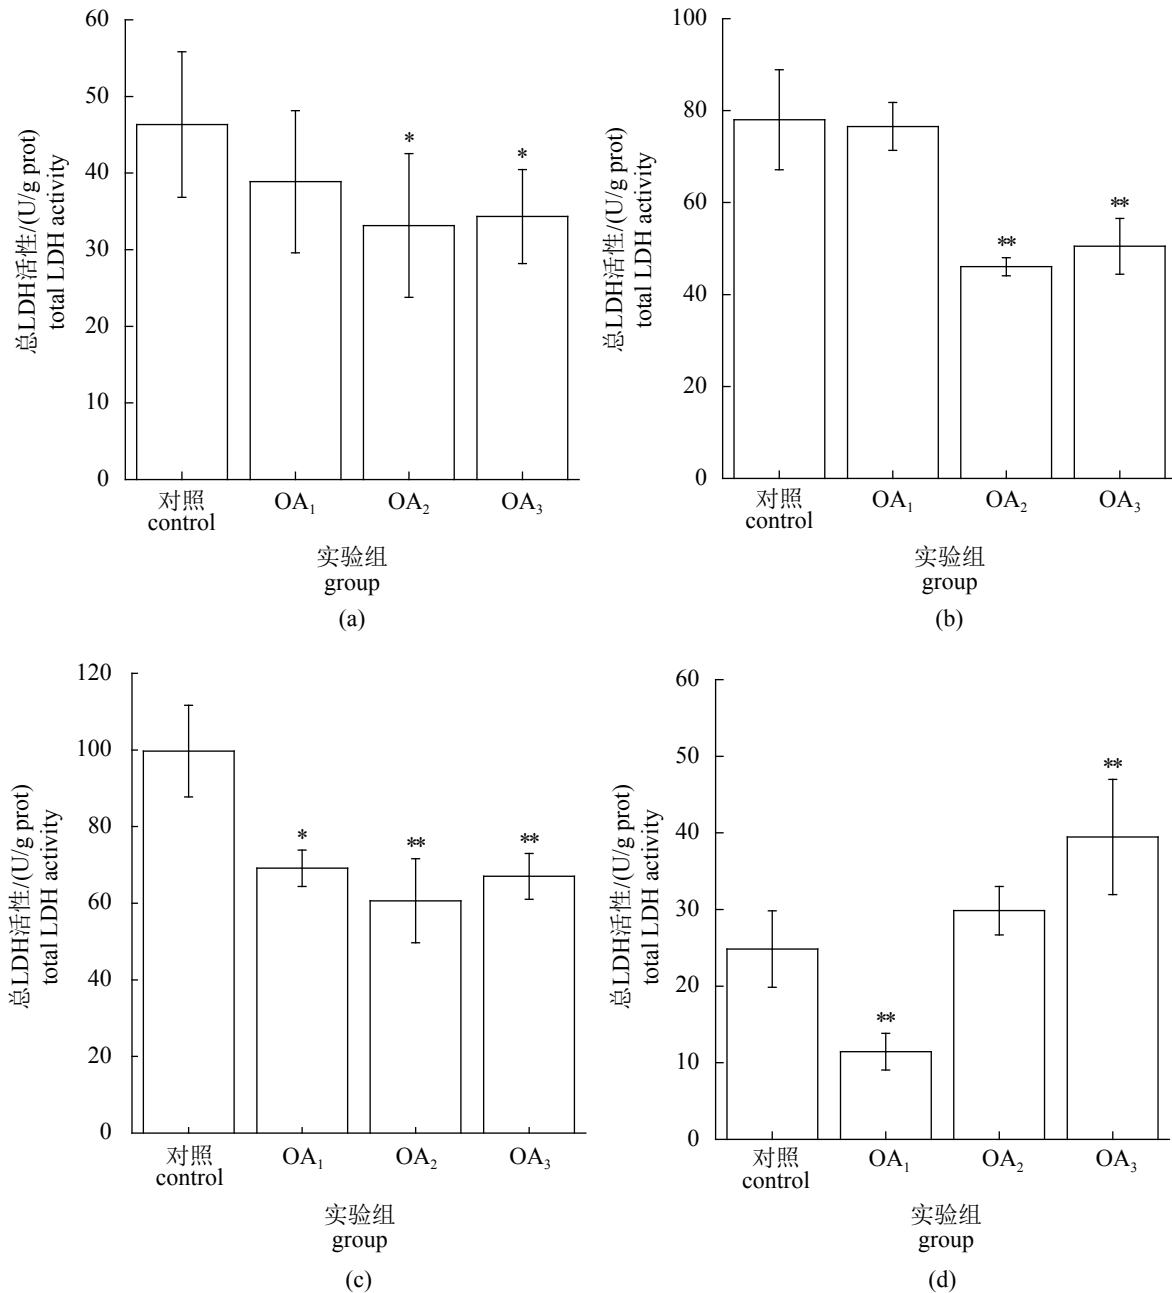 60
50
40
30
20
10
0
总LDH活性/(U/g prot)
total LDH activity
*
*
对照
control
OA₁
OA₂
OA₃
实验组
group
(a)
100
80
60
40
20
0
总LDH活性/(U/g prot)
total LDH activity
**
**
对照
control
OA₁
OA₂
OA₃
实验组
group
(b)
120
100
80
60
40
20
0
总LDH活性/(U/g prot)
total LDH activity
*
**
**
对照
control
OA₁
OA₂
OA₃
实验组
group
(c)
60
50
40
30
20
10
0
总LDH活性/(U/g prot)
total LDH activity
**
**
对照
control
OA₁
OA₂
OA₃
实验组
group
(d)